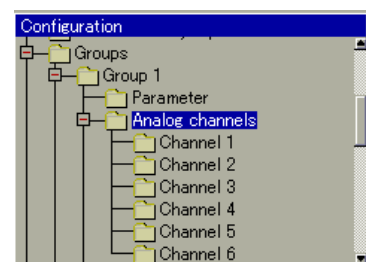 Configuration
Groups
Group 1
Parameter
Analog channels
Channel 1
Channel 2
Channel 3
Channel 4
Channel 5
Channel 6